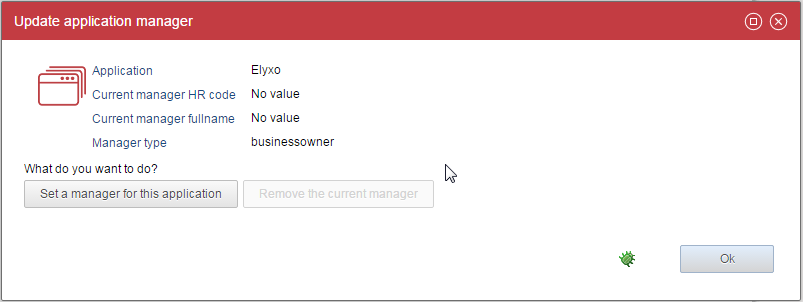 Update application manager
Application Elyxo
Current manager HR code No value
Current manager fullname No value
Manager type businessowner
What do you want to do?
Set a manager for this application Remove the current manager
Ok